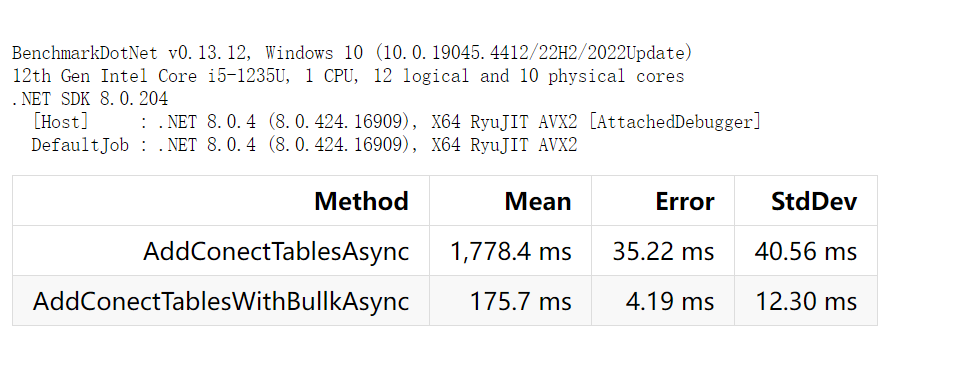 BenchmarkDotNet v0.13.12, Windows 10 (10.0.19045.4412/22H2/2022Update)
12th Gen Intel Core i5-1235U, 1 CPU, 12 logical and 10 physical cores
.NET SDK 8.0.204
[Host] : .NET 8.0.4 (8.0.424.16909), X64 RyuJIT AVX2 [AttachedDebugger]
DefaultJob : .NET 8.0.4 (8.0.424.16909), X64 RyuJIT AVX2
Method Mean Error StdDev
AddConectTablesAsync 1,778.4 ms 35.22 ms 40.56 ms
AddConectTablesWithBullkAsync 175.7 ms 4.19 ms 12.30 ms